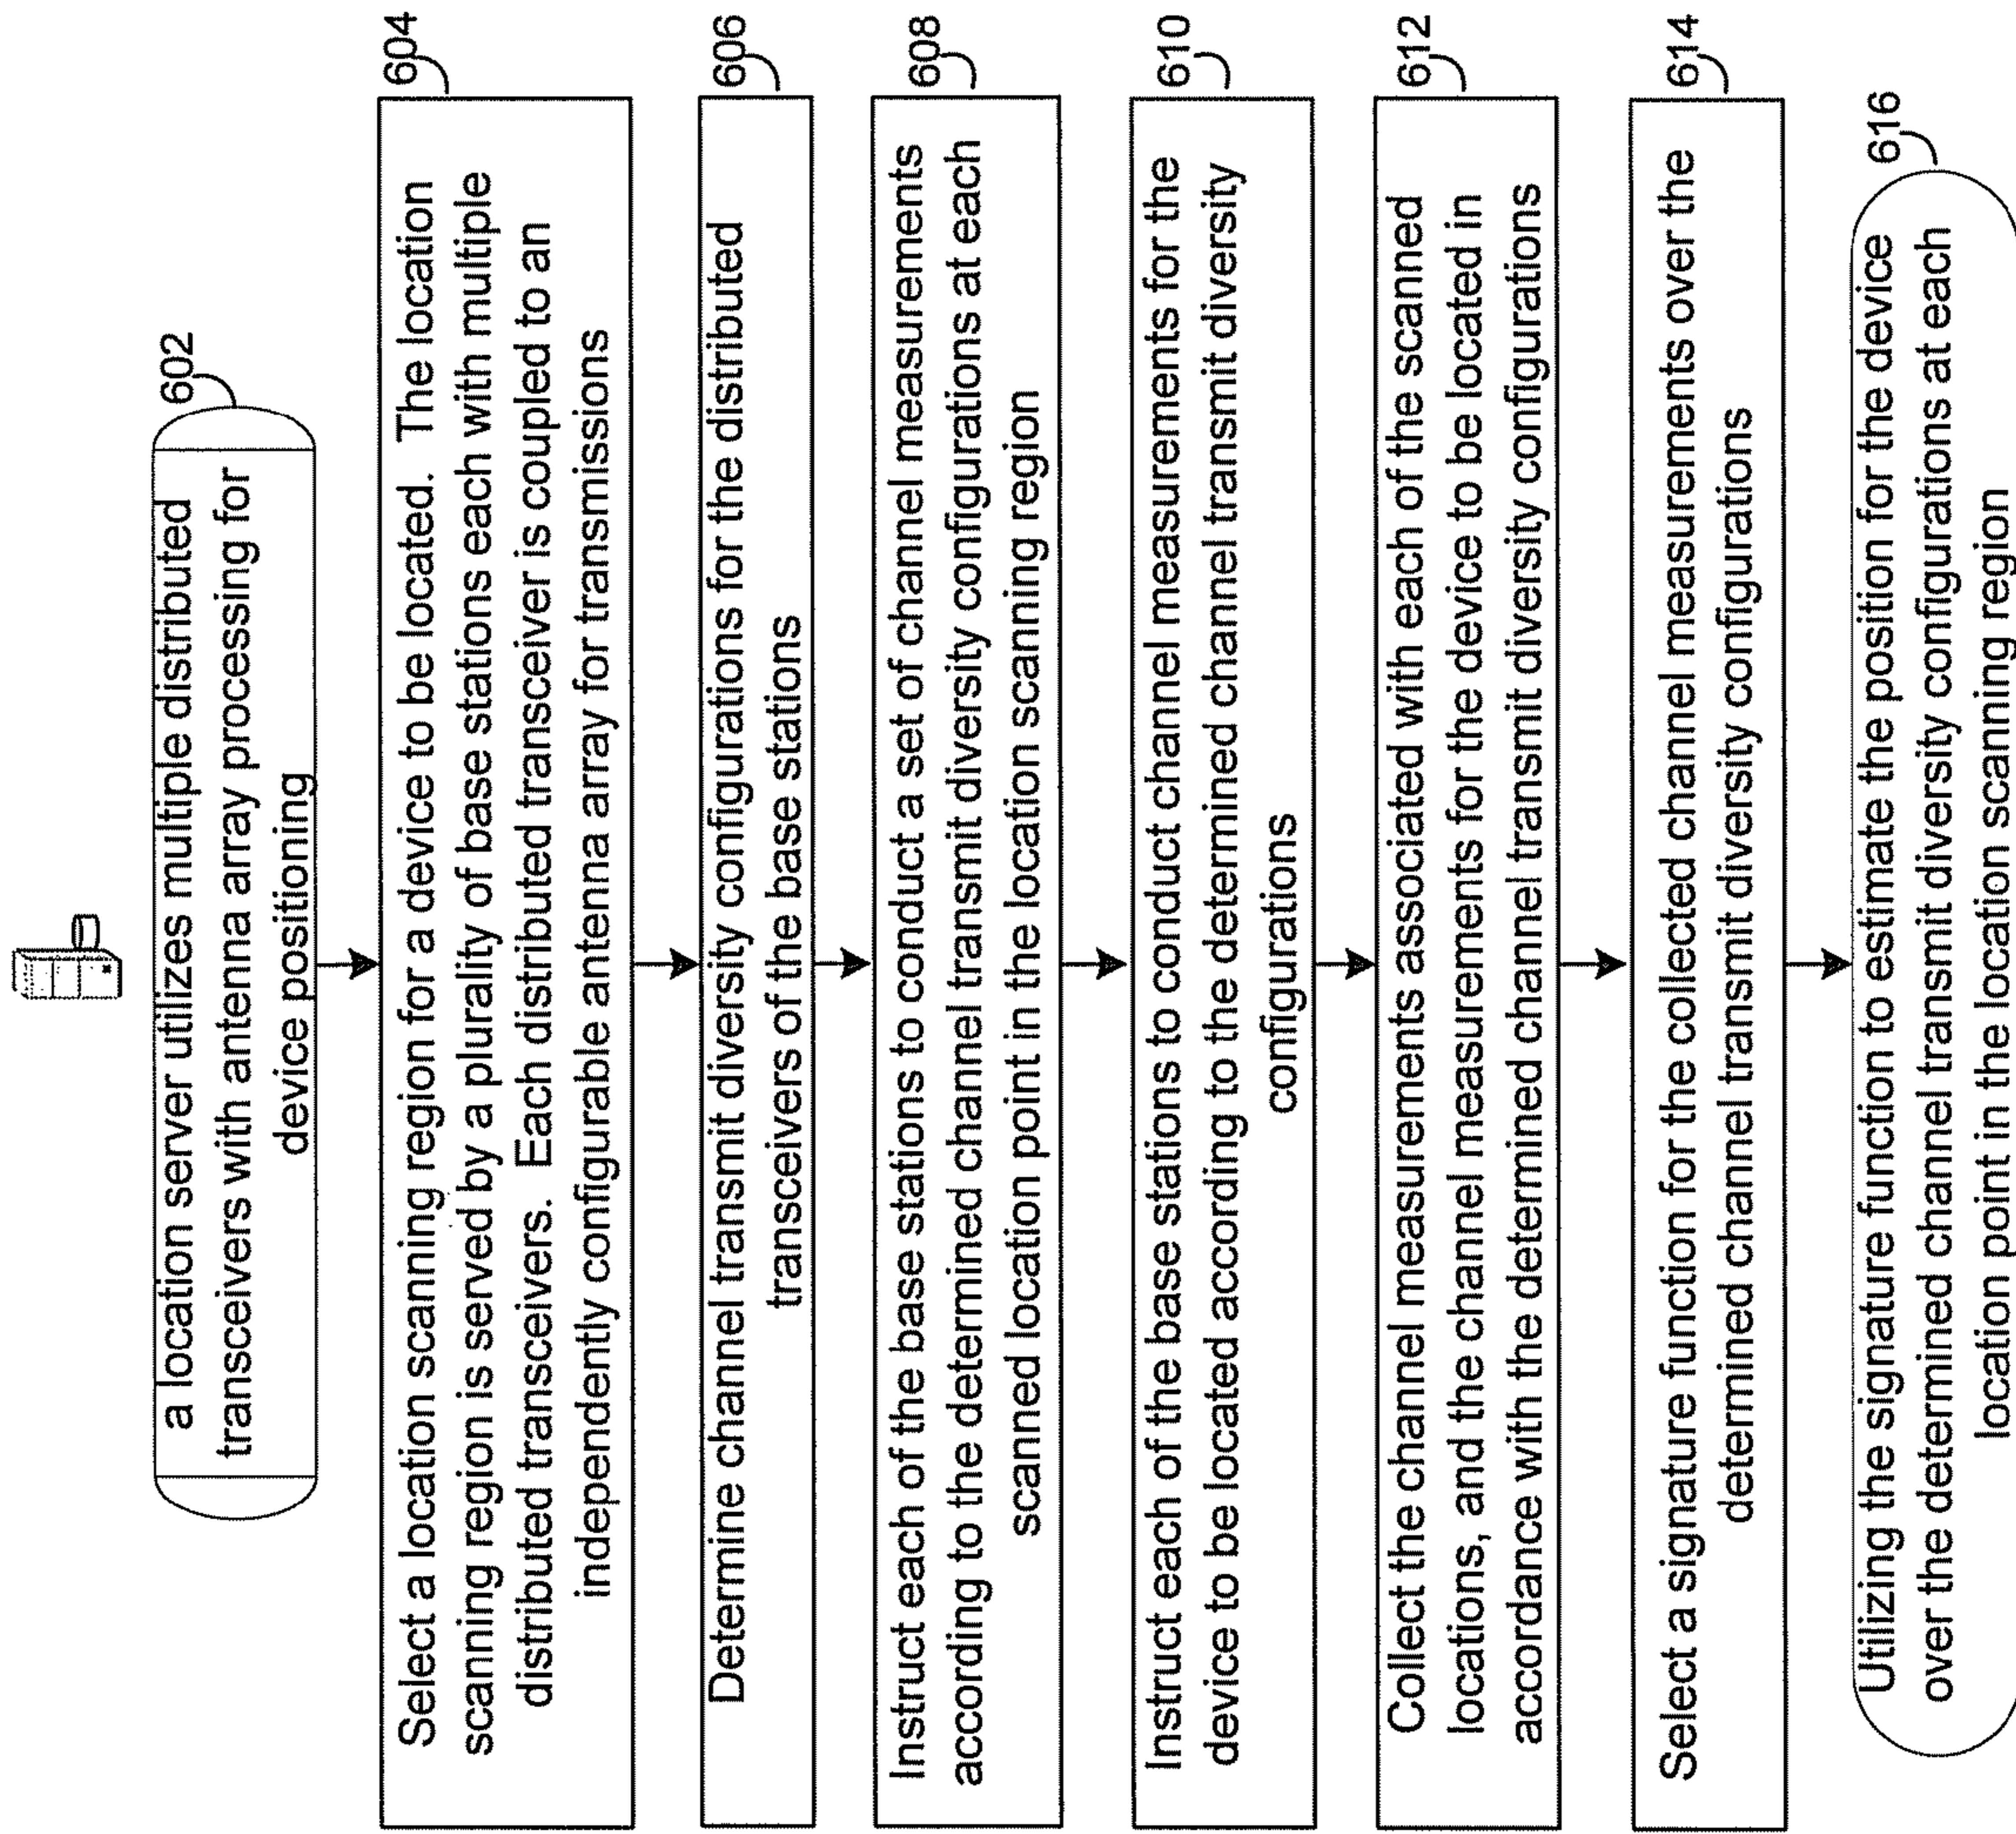 602
a location server utilizes multiple distributed
transceivers with antenna array processing for
device positioning
604
Select a location scanning region for a device to be located. The location
scanning region is served by a plurality of base stations each with multiple
distributed transceivers. Each distributed transceiver is coupled to an
independently configurable antenna array for transmissions
606
Determine channel transmit diversity configurations for the distributed
transceivers of the base stations
608
Instruct each of the base stations to conduct a set of channel measurements
according to the determined channel transmit diversity configurations at each
scanned location point in the location scanning region
610
Instruct each of the base stations to conduct channel measurements for the
device to be located according to the determined channel transmit diversity
configurations
612
Collect the channel measurements associated with each of the scanned
locations, and the channel measurements for the device to be located in
accordance with the determined channel transmit diversity configurations
614
Select a signature function for the collected channel measurements over the
determined channel transmit diversity configurations
616
Utilizing the signature function to estimate the position for the device
over the determined channel transmit diversity configurations at each
location point in the location scanning region